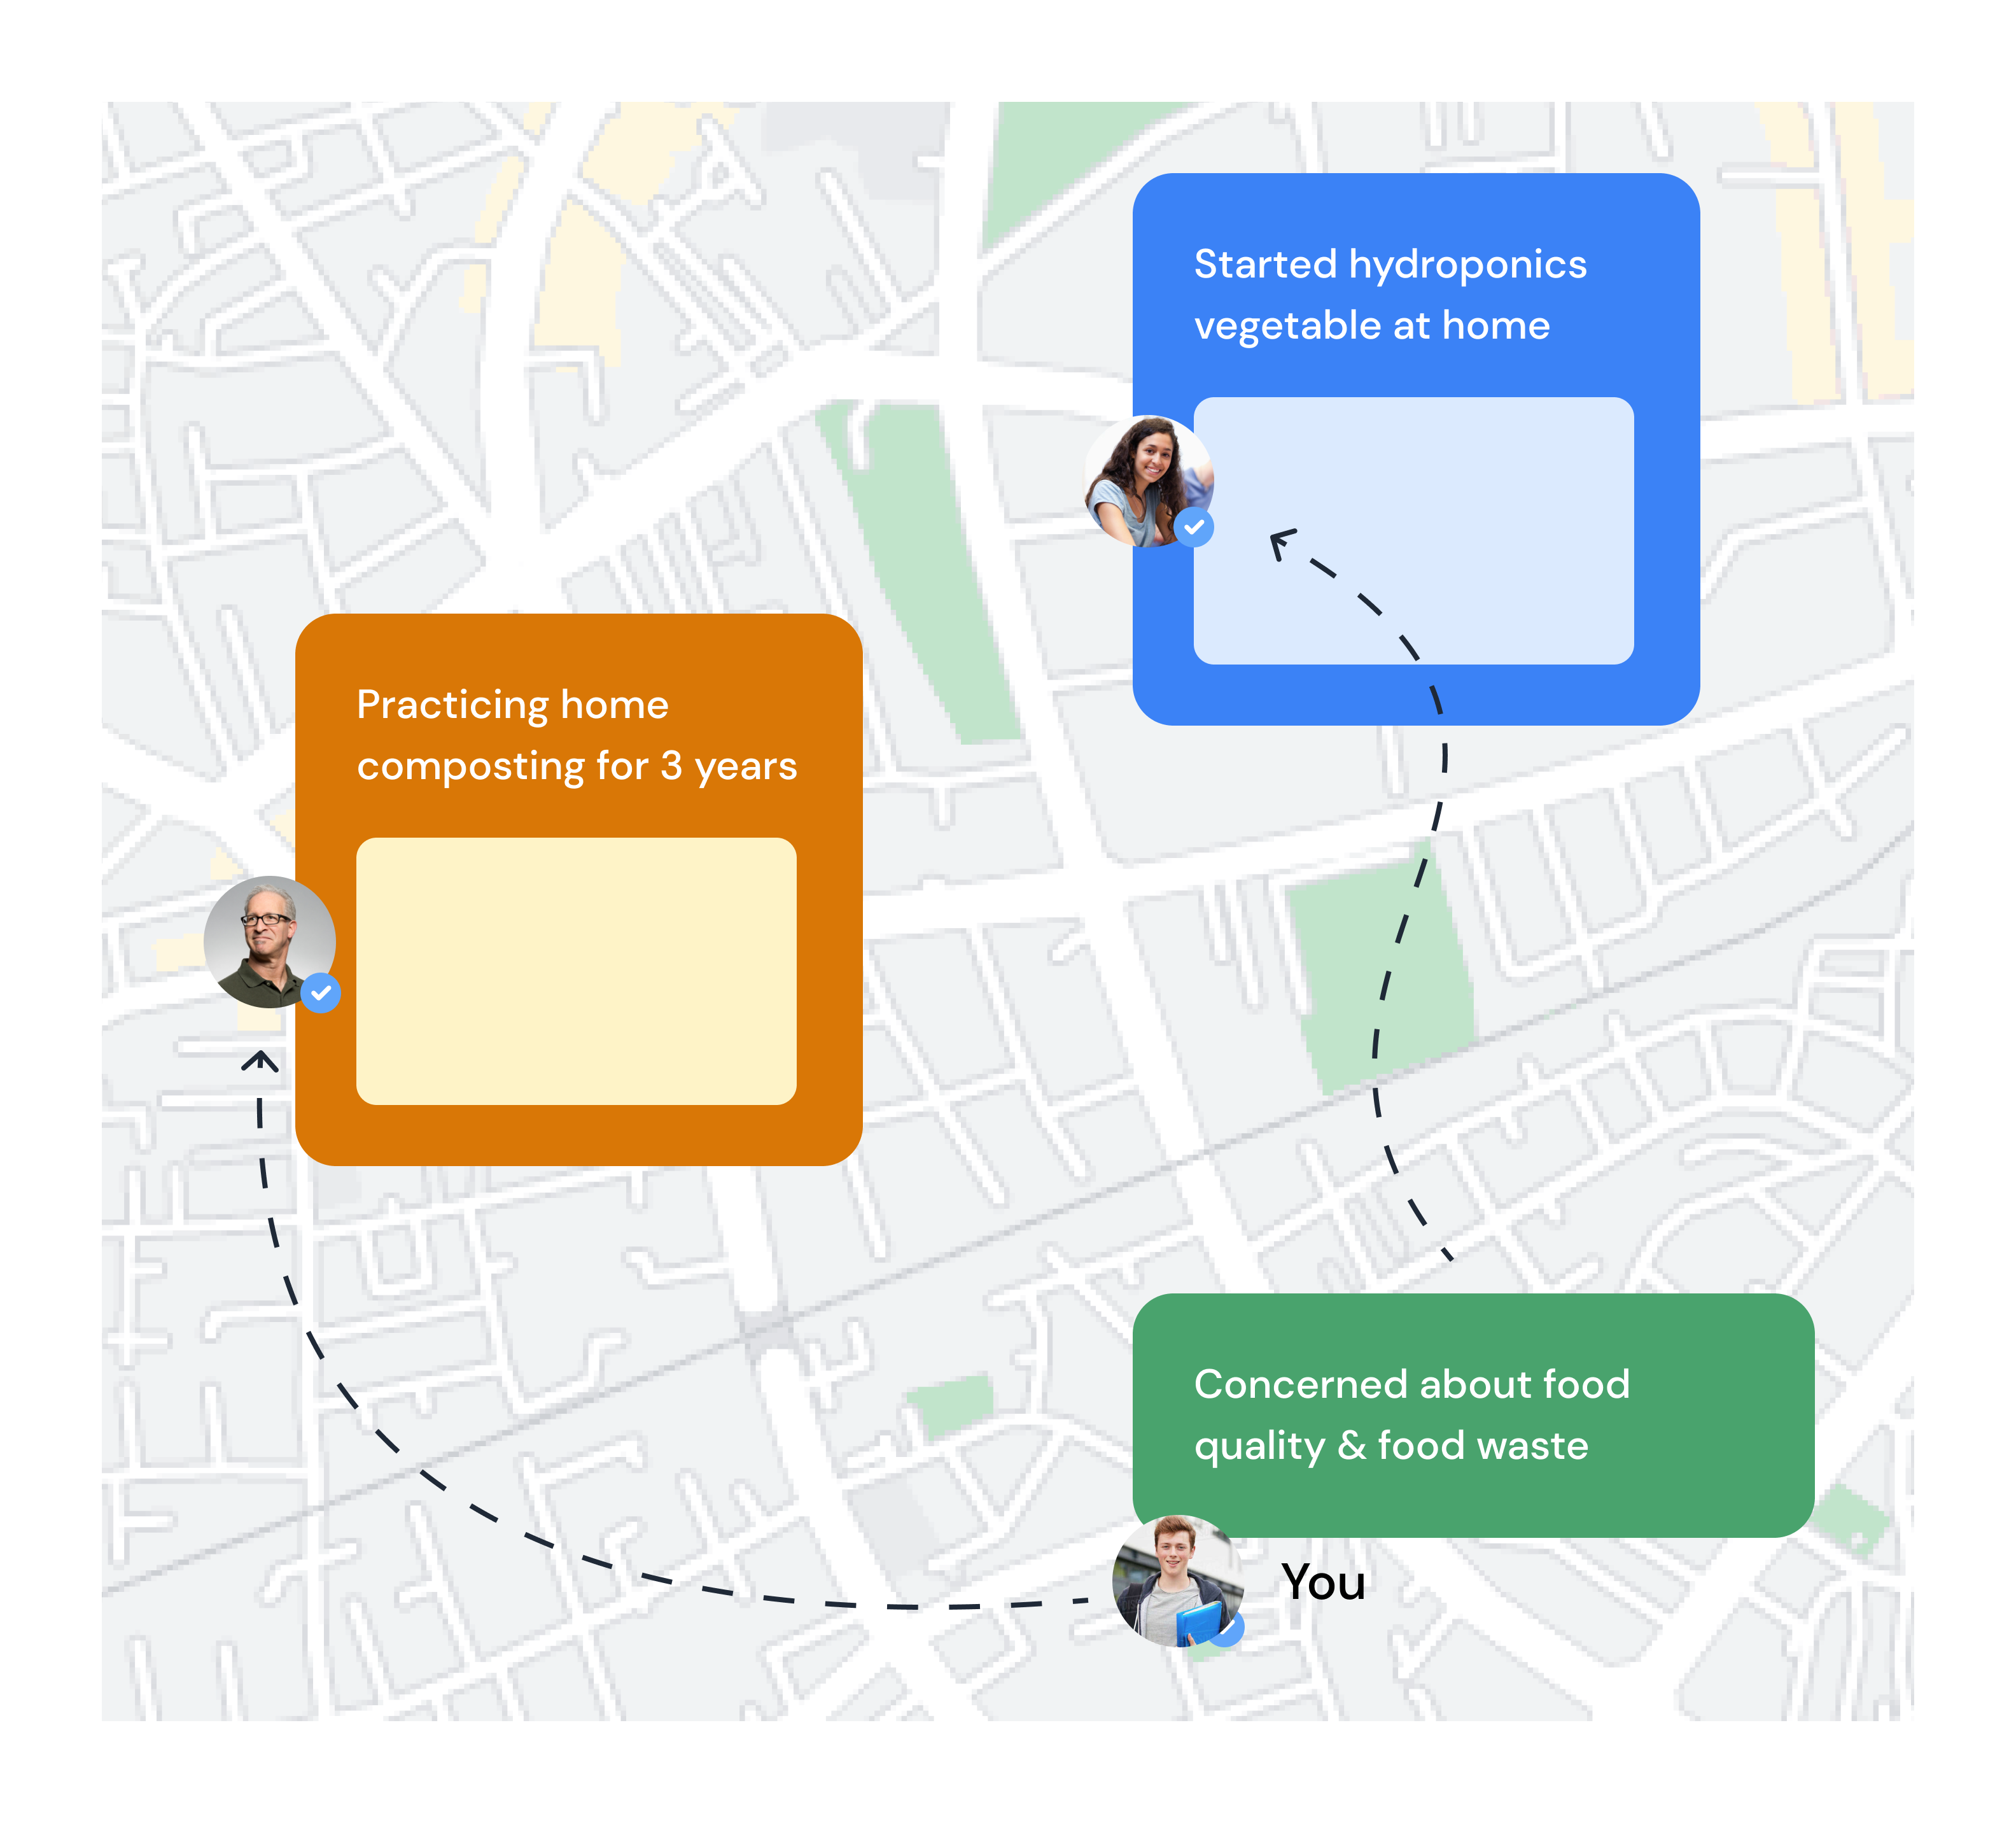 Started hydroponics
vegetable at home
Practicing home
composting for 3 years
Concerned about food
quality & food waste
You